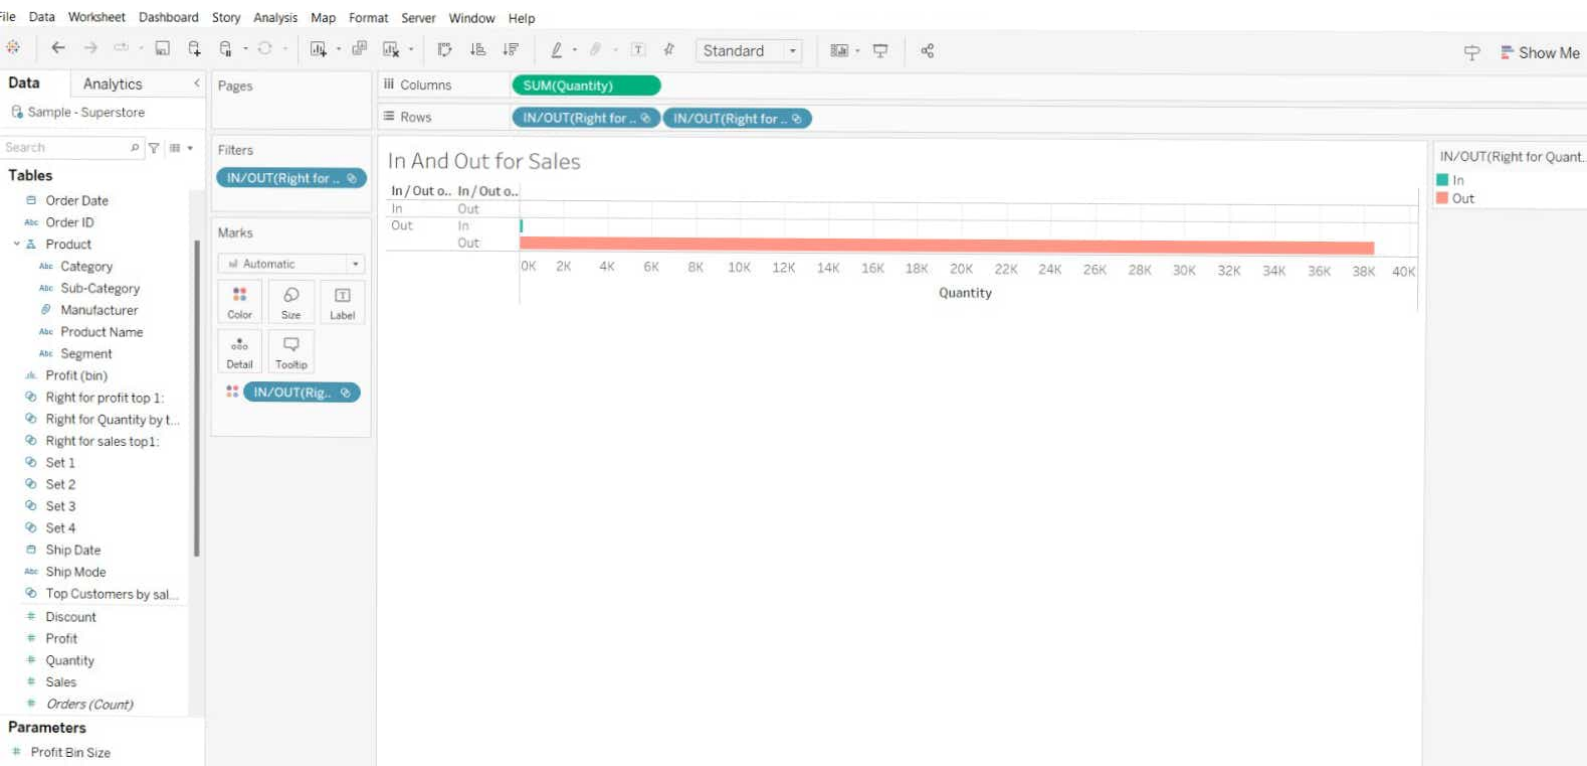 File Data Worksheet Dashboard Story Analysis Map Format Server Window Help
Standard
Show Me
Data Analytics
Sample - Superstore
Search
Tables
Order Date
Abc Order ID
Product
Abc Category
Abc Sub-Category
Manufacturer
Abc Product Name
Abc Segment
Profit (bin)
Right for profit top 1:
Right for Quantity by t...
Right for sales top1:
Set 1
Set 2
Set 3
Set 4
Ship Date
Abc Ship Mode
Top Customers by sal...
# Discount
# Profit
# Quantity
# Sales
# Orders (Count)
Parameters
# Profit Bin Size
Pages
Filters
IN/OUT(Right for ..
Marks
Automatic
Color Size Label
Detail Tooltip
IN/OUT(Rig..
iii Columns SUM(Quantity)
Rows IN/OUT(Right for .. IN/OUT(Right for ..
In And Out for Sales
In / Out o.. In / Out o..
In Out
Out In
Out
0K 2K 4K 6K 8K 10K 12K 14K 16K 18K 20K 22K 24K 26K 28K 30K 32K 34K 36K 38K 40K
Quantity
IN/OUT(Right for Quant..
In
Out